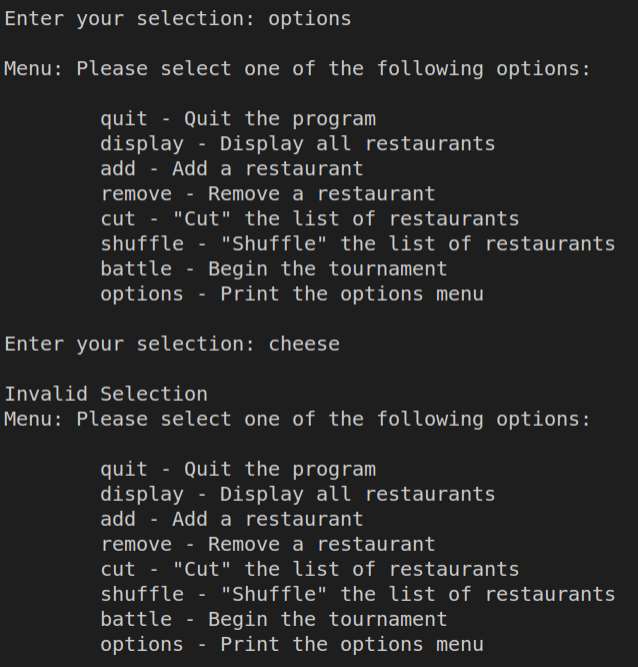 Enter your selection: options
Menu: Please select one of the following options:
quit - Quit the program
display - Display all restaurants
add - Add a restaurant
remove - Remove a restaurant
cut - "Cut" the list of restaurants
shuffle - "Shuffle" the list of restaurants
battle - Begin the tournament
options - Print the options menu
Enter your selection: cheese
Invalid Selection
Menu: Please select one of the following options:
quit - Quit the program
display - Display all restaurants
add - Add a restaurant
remove - Remove a restaurant
cut - "Cut" the list of restaurants
shuffle - "Shuffle" the list of restaurants
battle - Begin the tournament
options - Print the options menu